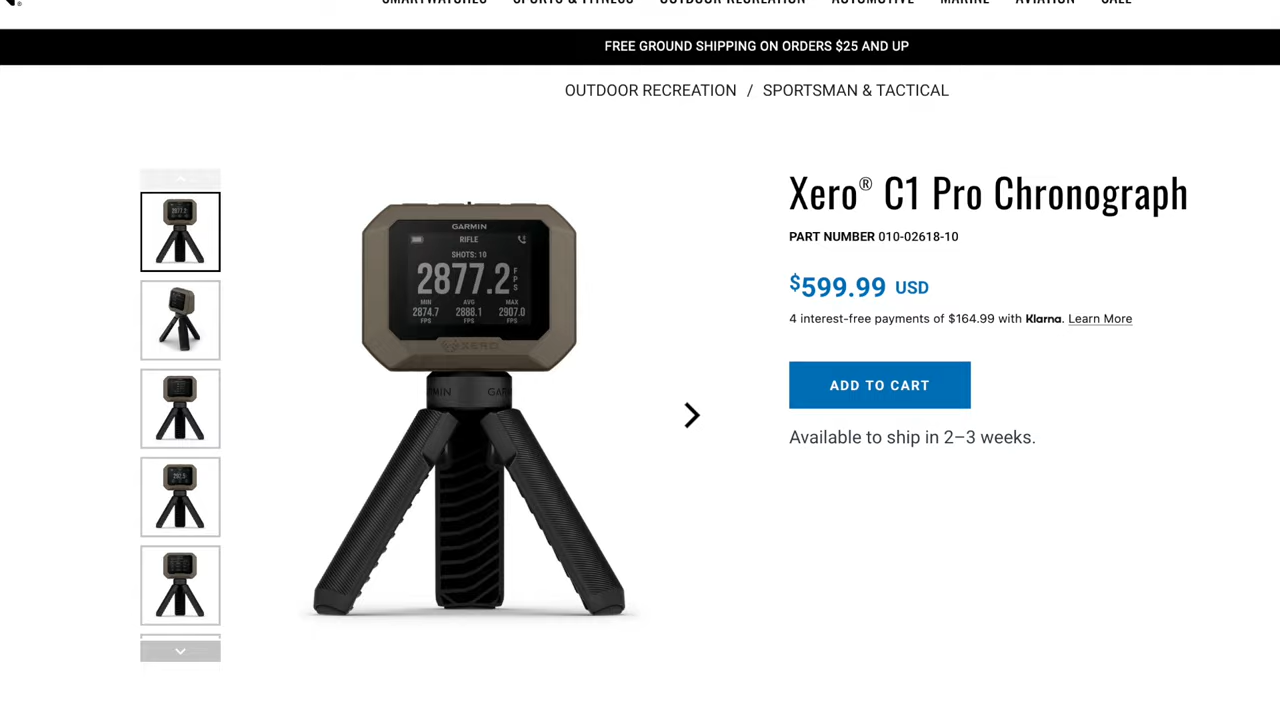 SMARTWATCHES SPORTS & FITNESS OUTDOOR RECREATION AUTOMOTIVE MARINE AVIATION SALE
FREE GROUND SHIPPING ON ORDERS $25 AND UP
OUTDOOR RECREATION / SPORTSMAN & TACTICAL
Xero® C1 Pro Chronograph
PART NUMBER 010-02618-10
$599.99 USD
4 interest-free payments of $164.99 with Klarna. Learn More
ADD TO CART
Available to ship in 2–3 weeks.
GARMIN
RIFLE
SHOTS: 10
2877.2 FPS
MIN AVG MAX
2874.7 2888.1 2907.0
FPS FPS FPS
XERO